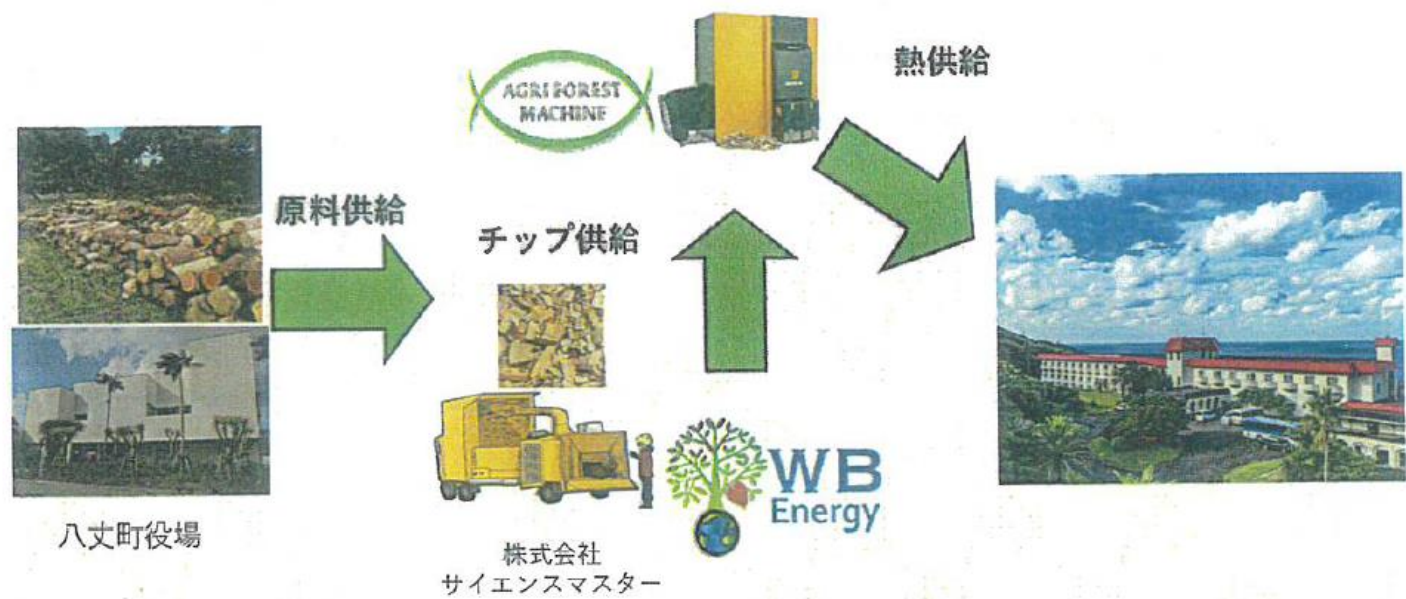 AGRI FOREST
MACHINE
熱供給
原料供給
チップ供給
WB
Energy
八丈町役場
株式会社
サイエンスマスター